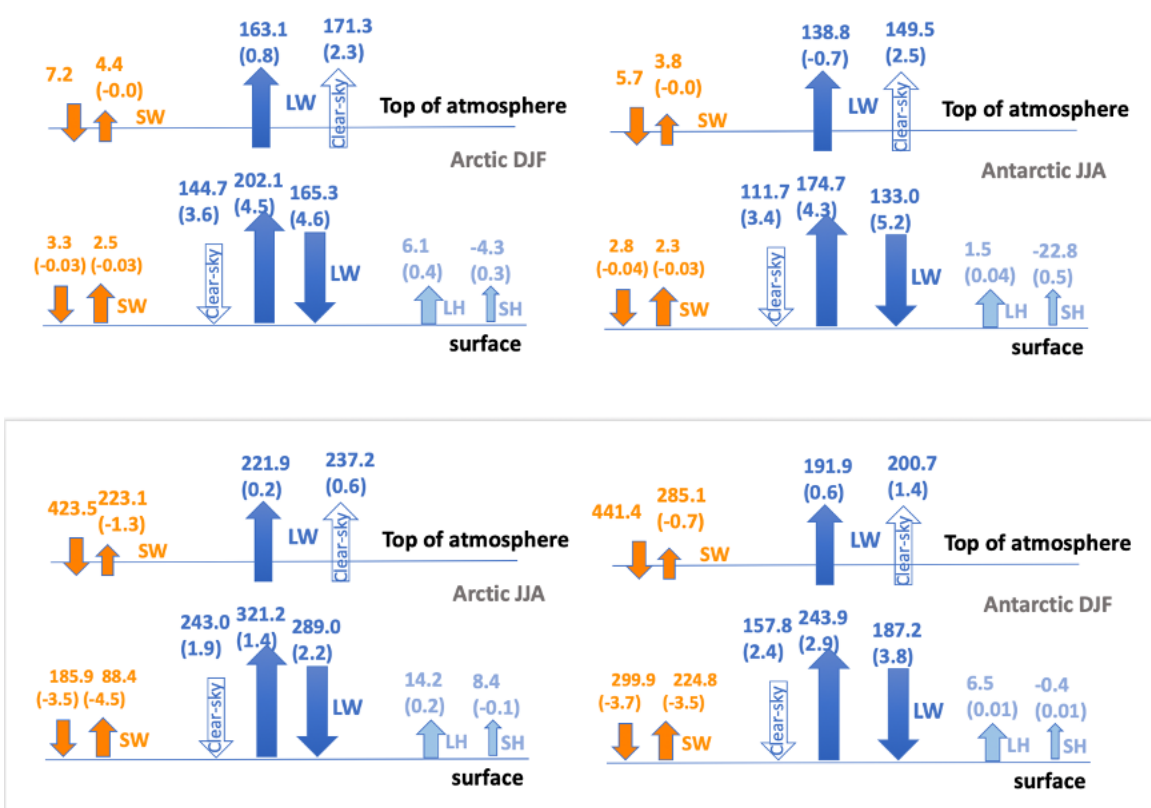 163.1
(0.8)
171.3
(2.3)
7.2
4.4
(-0.0)
SW
LW
Clear-sky
Top of atmosphere
Arctic DJF
144.7
(3.6)
202.1
(4.5)
165.3
(4.6)
3.3
(-0.03)
2.5
(-0.03)
SW
Clear-sky
LW
6.1
(0.4)
-4.3
(0.3)
LH
SH
surface
138.8
(-0.7)
149.5
(2.5)
5.7
3.8
(-0.0)
SW
LW
Clear-sky
Top of atmosphere
Antarctic JJA
111.7
(3.4)
174.7
(4.3)
133.0
(5.2)
2.8
(-0.04)
2.3
(-0.03)
SW
Clear-sky
LW
1.5
(0.04)
-22.8
(0.5)
LH
SH
surface
221.9
(0.2)
237.2
(0.6)
423.5
223.1
(-1.3)
SW
LW
Clear-sky
Top of atmosphere
Arctic JJA
243.0
(1.9)
321.2
(1.4)
289.0
(2.2)
185.9
(-3.5)
88.4
(-4.5)
SW
Clear-sky
LW
14.2
(0.2)
8.4
(-0.1)
LH
SH
surface
191.9
(0.6)
200.7
(1.4)
441.4
285.1
(-0.7)
SW
LW
Clear-sky
Top of atmosphere
Antarctic DJF
157.8
(2.4)
243.9
(2.9)
187.2
(3.8)
299.9
(-3.7)
224.8
(-3.5)
SW
Clear-sky
LW
6.5
(0.01)
-0.4
(0.01)
LH
SH
surface